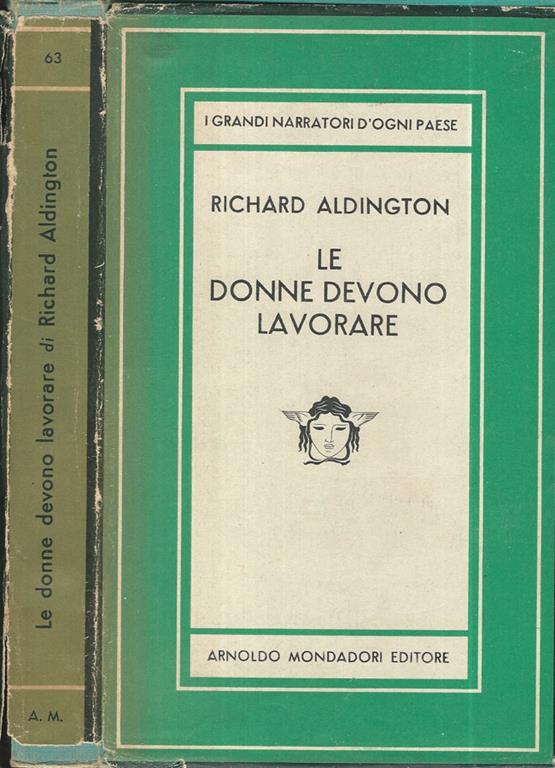 63
Le donne devono lavorare di Richard Aldington
A. M.
I GRANDI NARRATORI D'OGNI PAESE
RICHARD ALDINGTON
LE
DONNE DEVONO
LAVORARE
ARNOLDO MONDADORI EDITORE